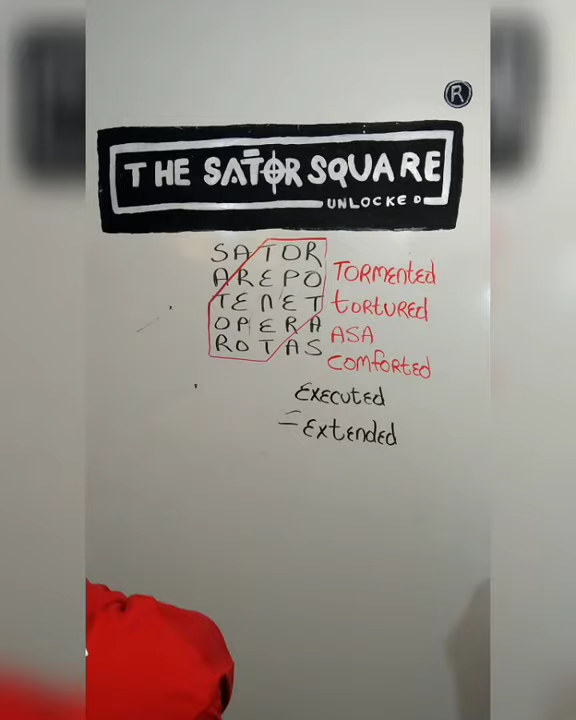 ®
THE SATOR SQUARE
UNLOCKED
SATOR
AREPO
TENET
OPERA
ROTAS
TORMENTED
TORTURED
ASA
COMFORTED
EXECUTED
- EXTENDED